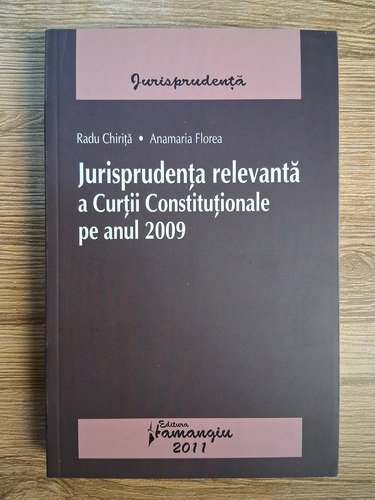 Jurisprudență
Radu Chiriță • Anamaria Florea
Jurisprudența relevantă
a Curții Constituționale
pe anul 2009
Editura
Hamangiu
2011